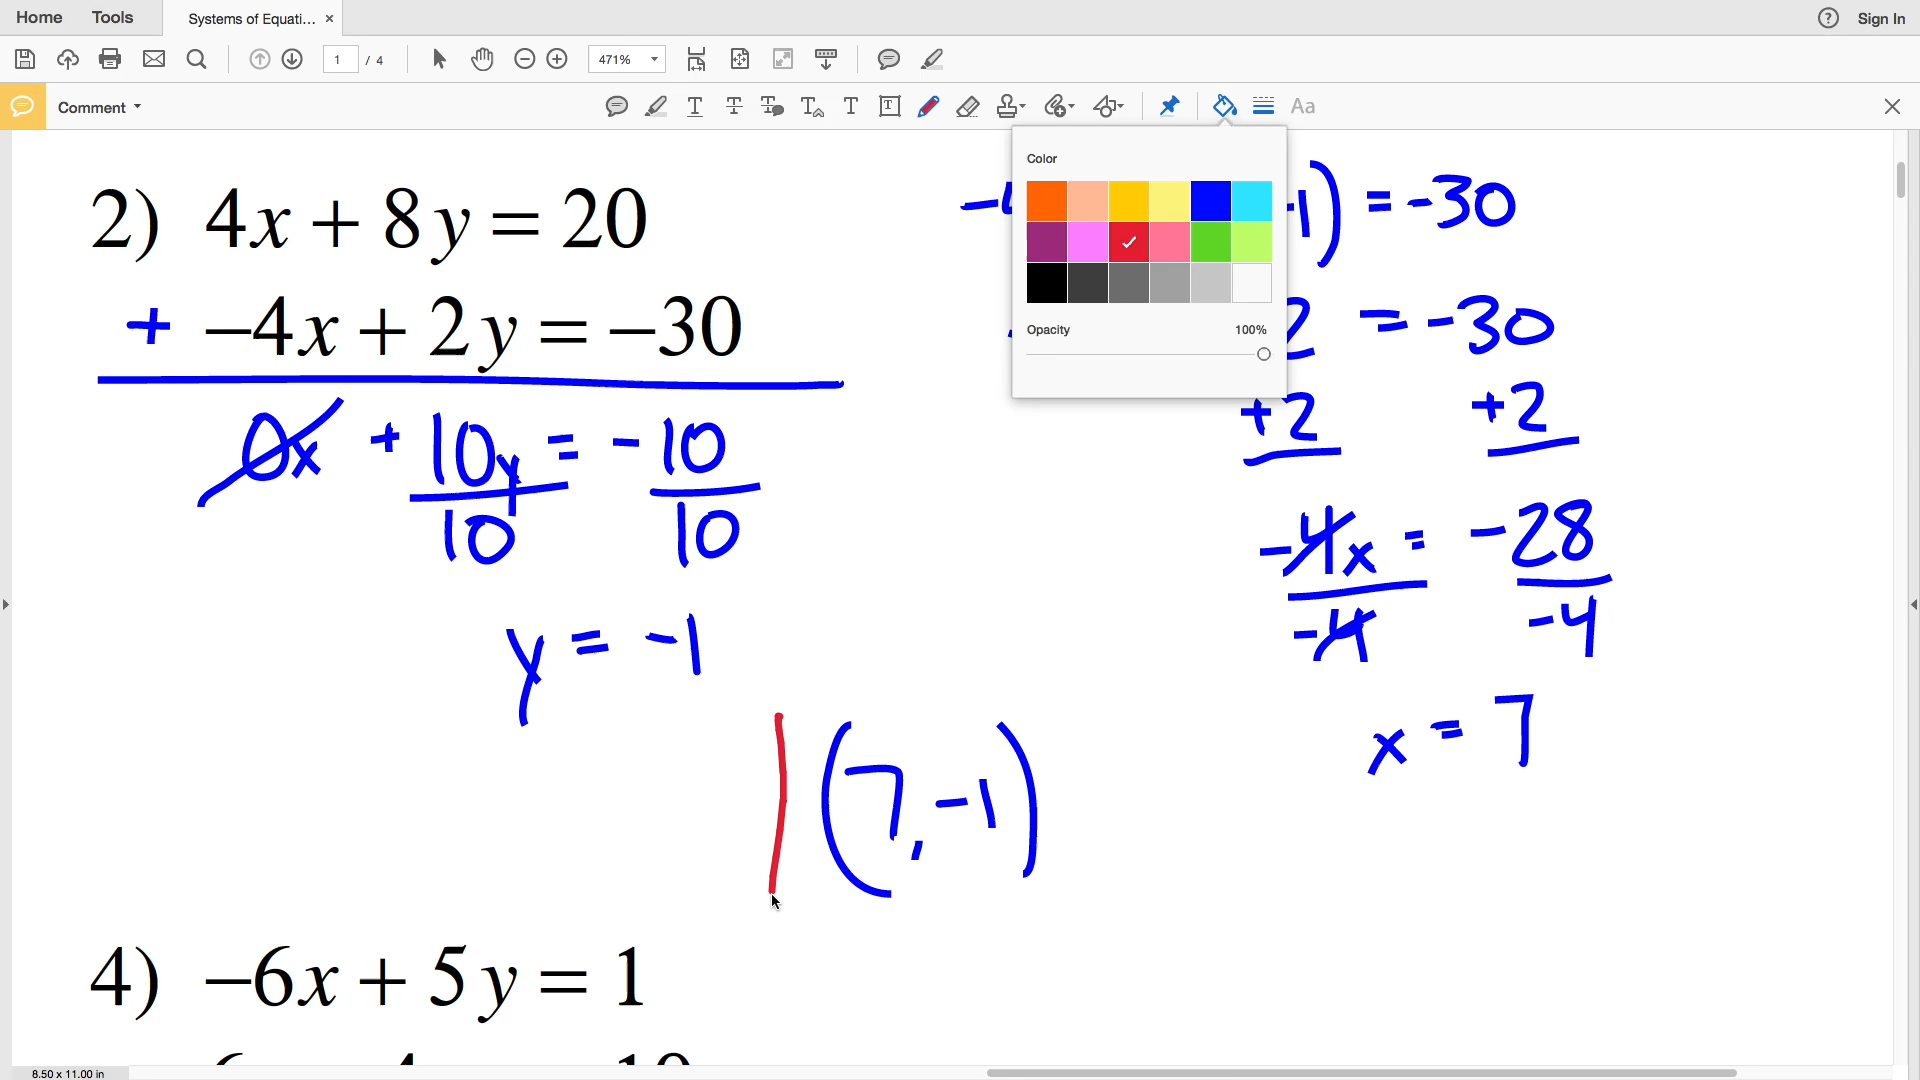 Home Tools Systems of Equati... × ? Sign In
1 / 4 471%
Comment T T T T T T Aa
Color
Opacity 100%
2) 4x + 8y = 20
+ −4x + 2y = −30
0x + 10y = -10
10 10
y = -1
(7, -1)
1) = -30
2 = -30
+2 +2
-4x = -28
-4 -4
x = 7
4) −6x + 5y = 1
8.50 x 11.00 in